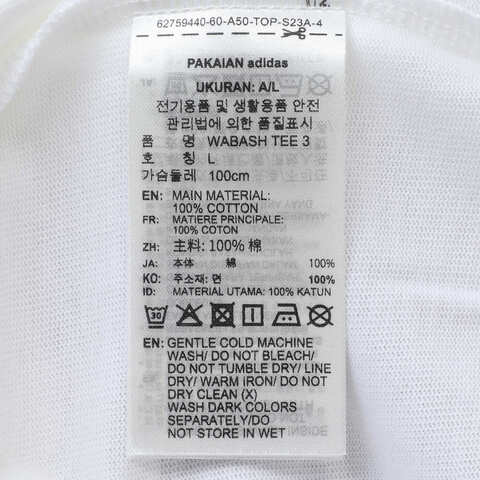 62759440-60-A50-TOP-S23A-4
PAKAIAN adidas
UKURAN: A/L
전기용품 및 생활용품 안전
관리법에 의한 품질표시
품 명 WABASH TEE 3
호 칭 L
가슴둘레 100cm
EN: MAIN MATERIAL:
100% COTTON
FR: MATIERE PRINCIPALE:
100% COTON
ZH: 主料: 100% 棉
JA: 本体 綿 100%
KO: 주소재: 면 100%
ID: MATERIAL UTAMA: 100% KATUN
30
EN: GENTLE COLD MACHINE
WASH/ DO NOT BLEACH/
DO NOT TUMBLE DRY/ LINE
DRY/ WARM IRON/ DO NOT
DRY CLEAN (X)
WASH DARK COLORS
SEPARATELY/DO
NOT STORE IN WET